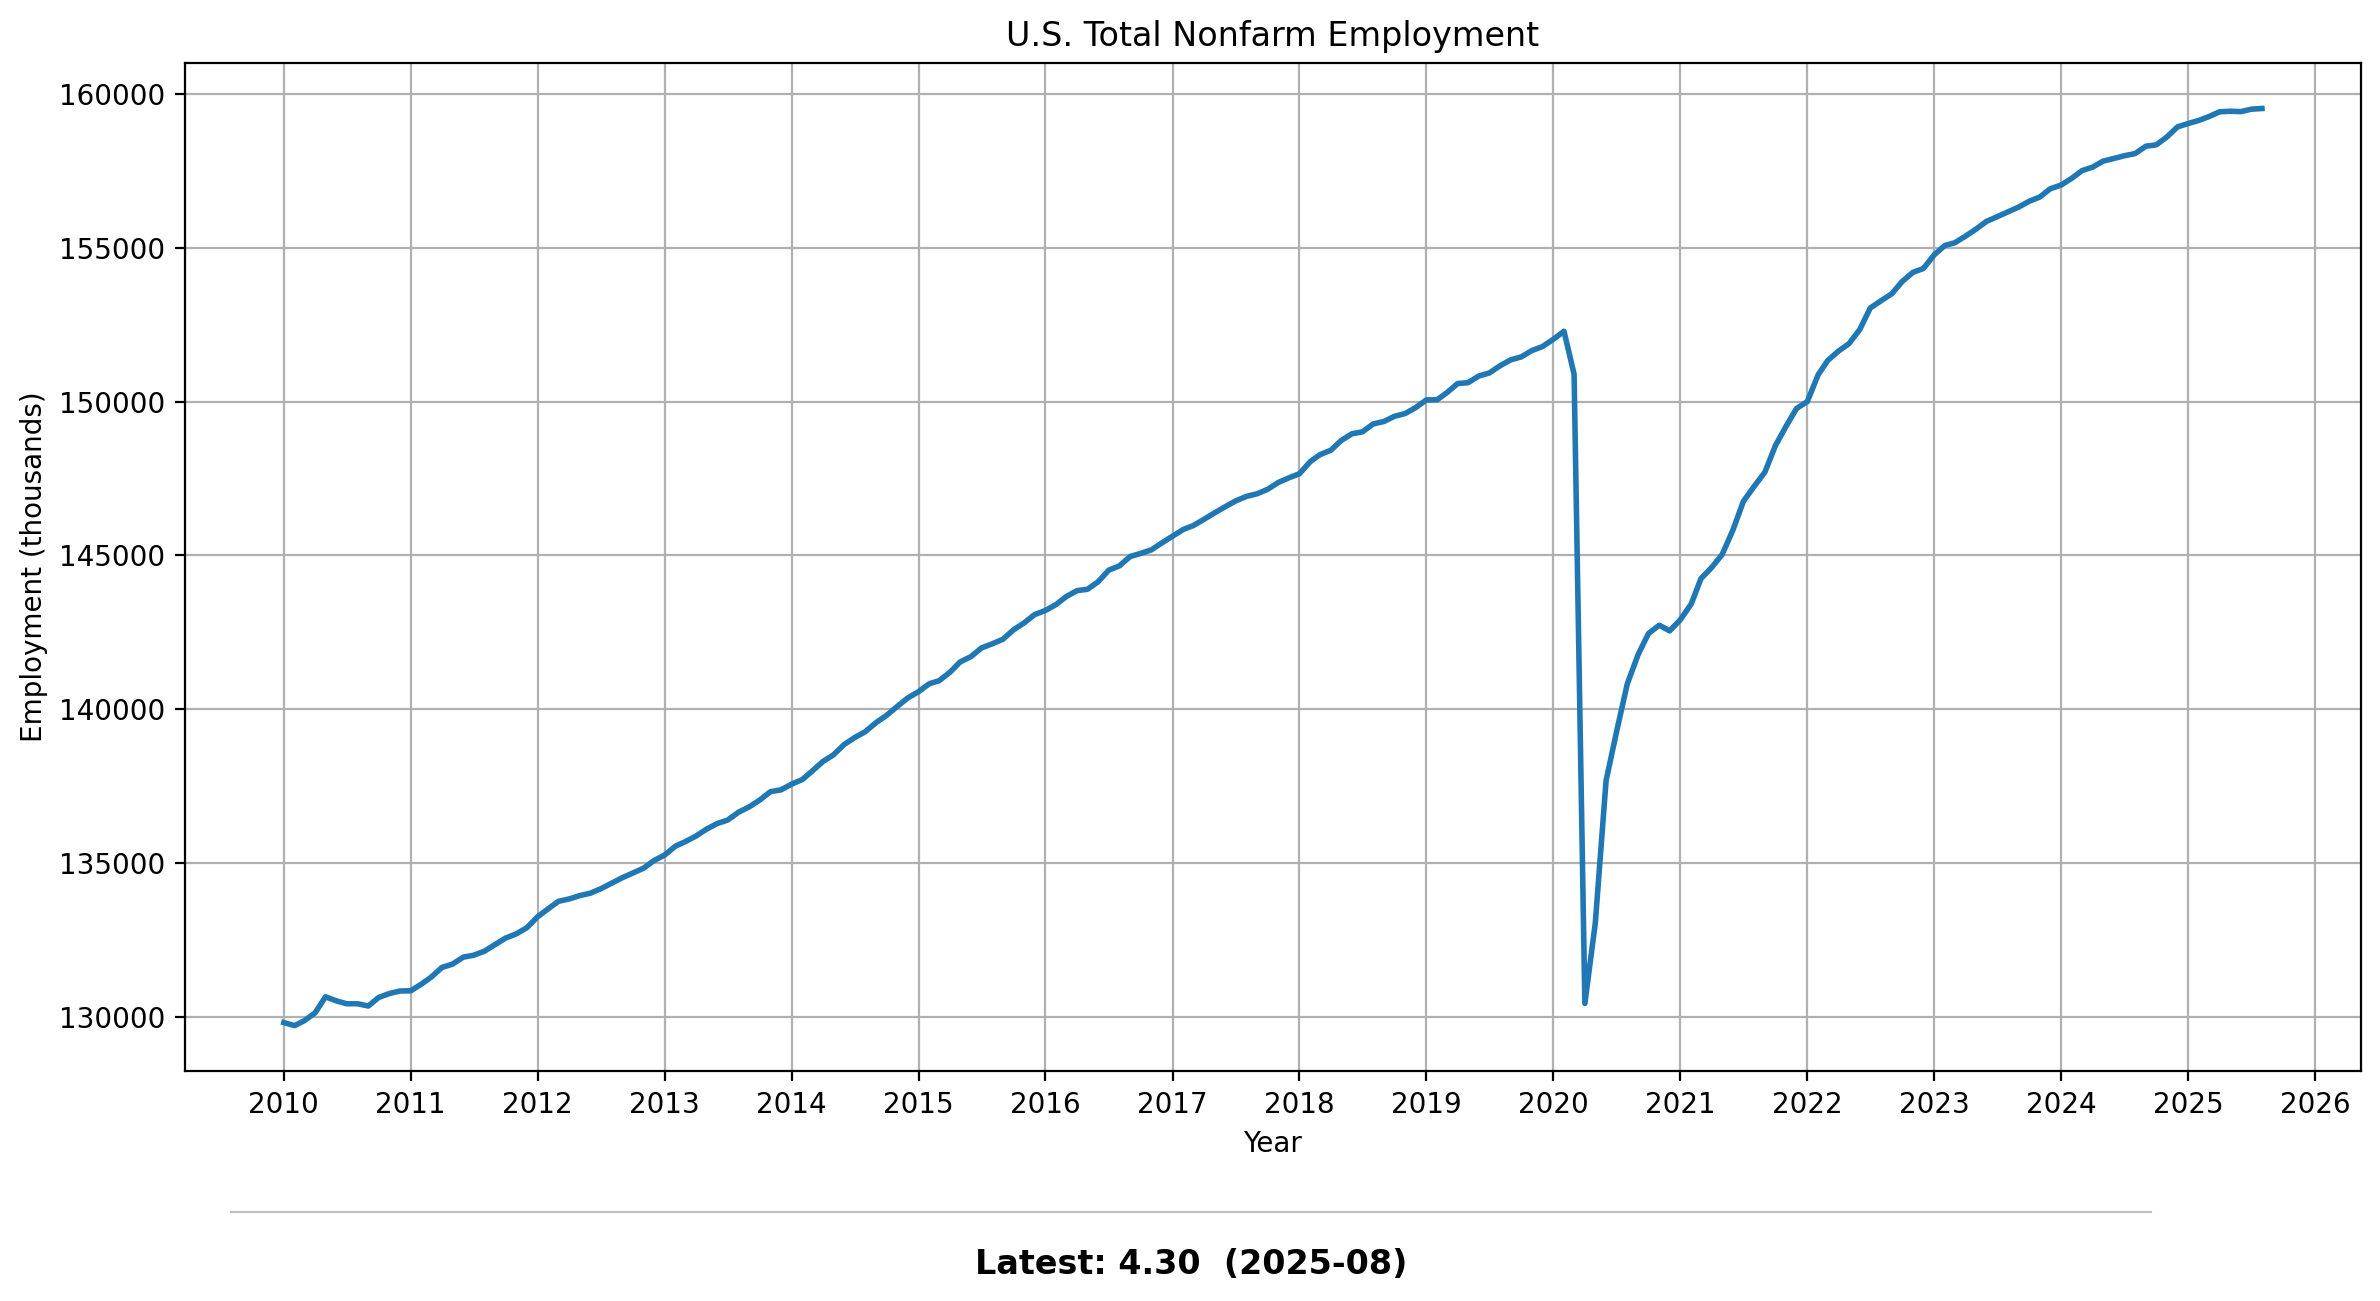 U.S. Total Nonfarm Employment
160000
155000
150000
145000
140000
135000
130000
Employment (thousands)
2010 2011 2012 2013 2014 2015 2016 2017 2018 2019 2020 2021 2022 2023 2024 2025 2026
Year
Latest: 4.30 (2025-08)